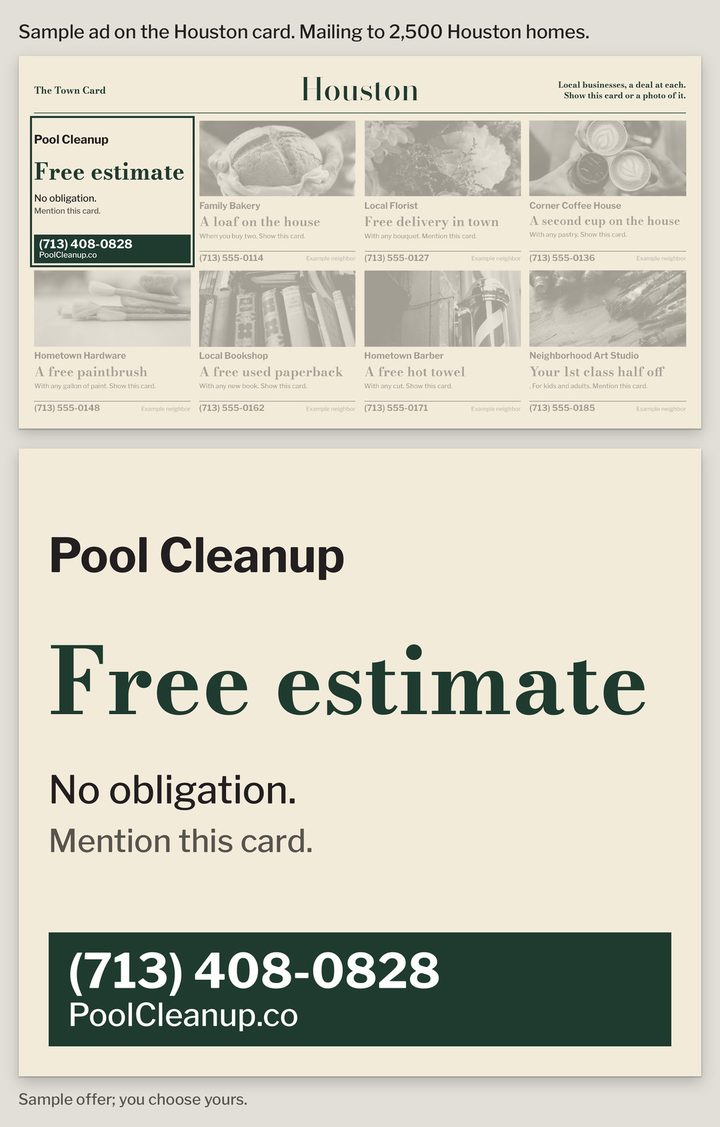 Sample ad on the Houston card. Mailing to 2,500 Houston homes.
The Town Card
Houston
Local businesses, a deal at each.
Show this card or a photo of it.
Pool Cleanup
Free estimate
No obligation.
Mention this card.
(713) 408-0828
PoolCleanup.co
Family Bakery
A loaf on the house
When you buy two. Show this card.
(713) 555-0114
Example neighbor
Local Florist
Free delivery in town
With any bouquet. Mention this card.
(713) 555-0127
Example neighbor
Corner Coffee House
A second cup on the house
With any pastry. Show this card.
(713) 555-0136
Example neighbor
Hometown Hardware
A free paintbrush
With any gallon of paint. Show this card.
(713) 555-0148
Example neighbor
Local Bookshop
A free used paperback
With any new book. Show this card.
(713) 555-0162
Example neighbor
Hometown Barber
A free hot towel
With any cut. Show this card.
(713) 555-0171
Example neighbor
Neighborhood Art Studio
Your 1st class half off
For kids and adults. Mention this card.
(713) 555-0185
Example neighbor
Pool Cleanup
Free estimate
No obligation.
Mention this card.
(713) 408-0828
PoolCleanup.co
Sample offer; you choose yours.